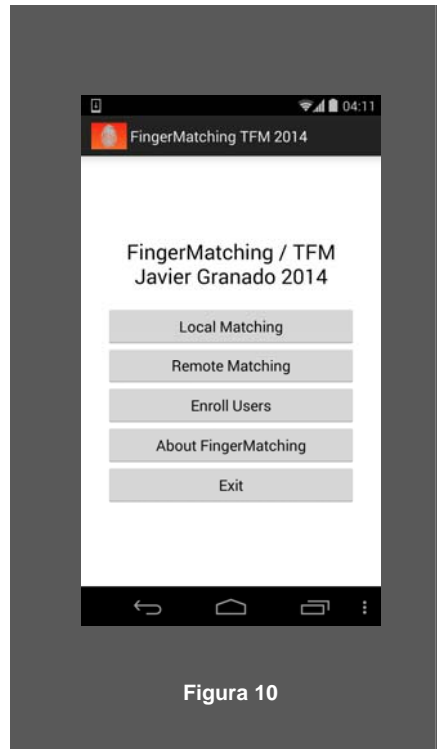 04:11
FingerMatching TFM 2014
FingerMatching / TFM
Javier Granado 2014
Local Matching
Remote Matching
Enroll Users
About FingerMatching
Exit
Figura 10